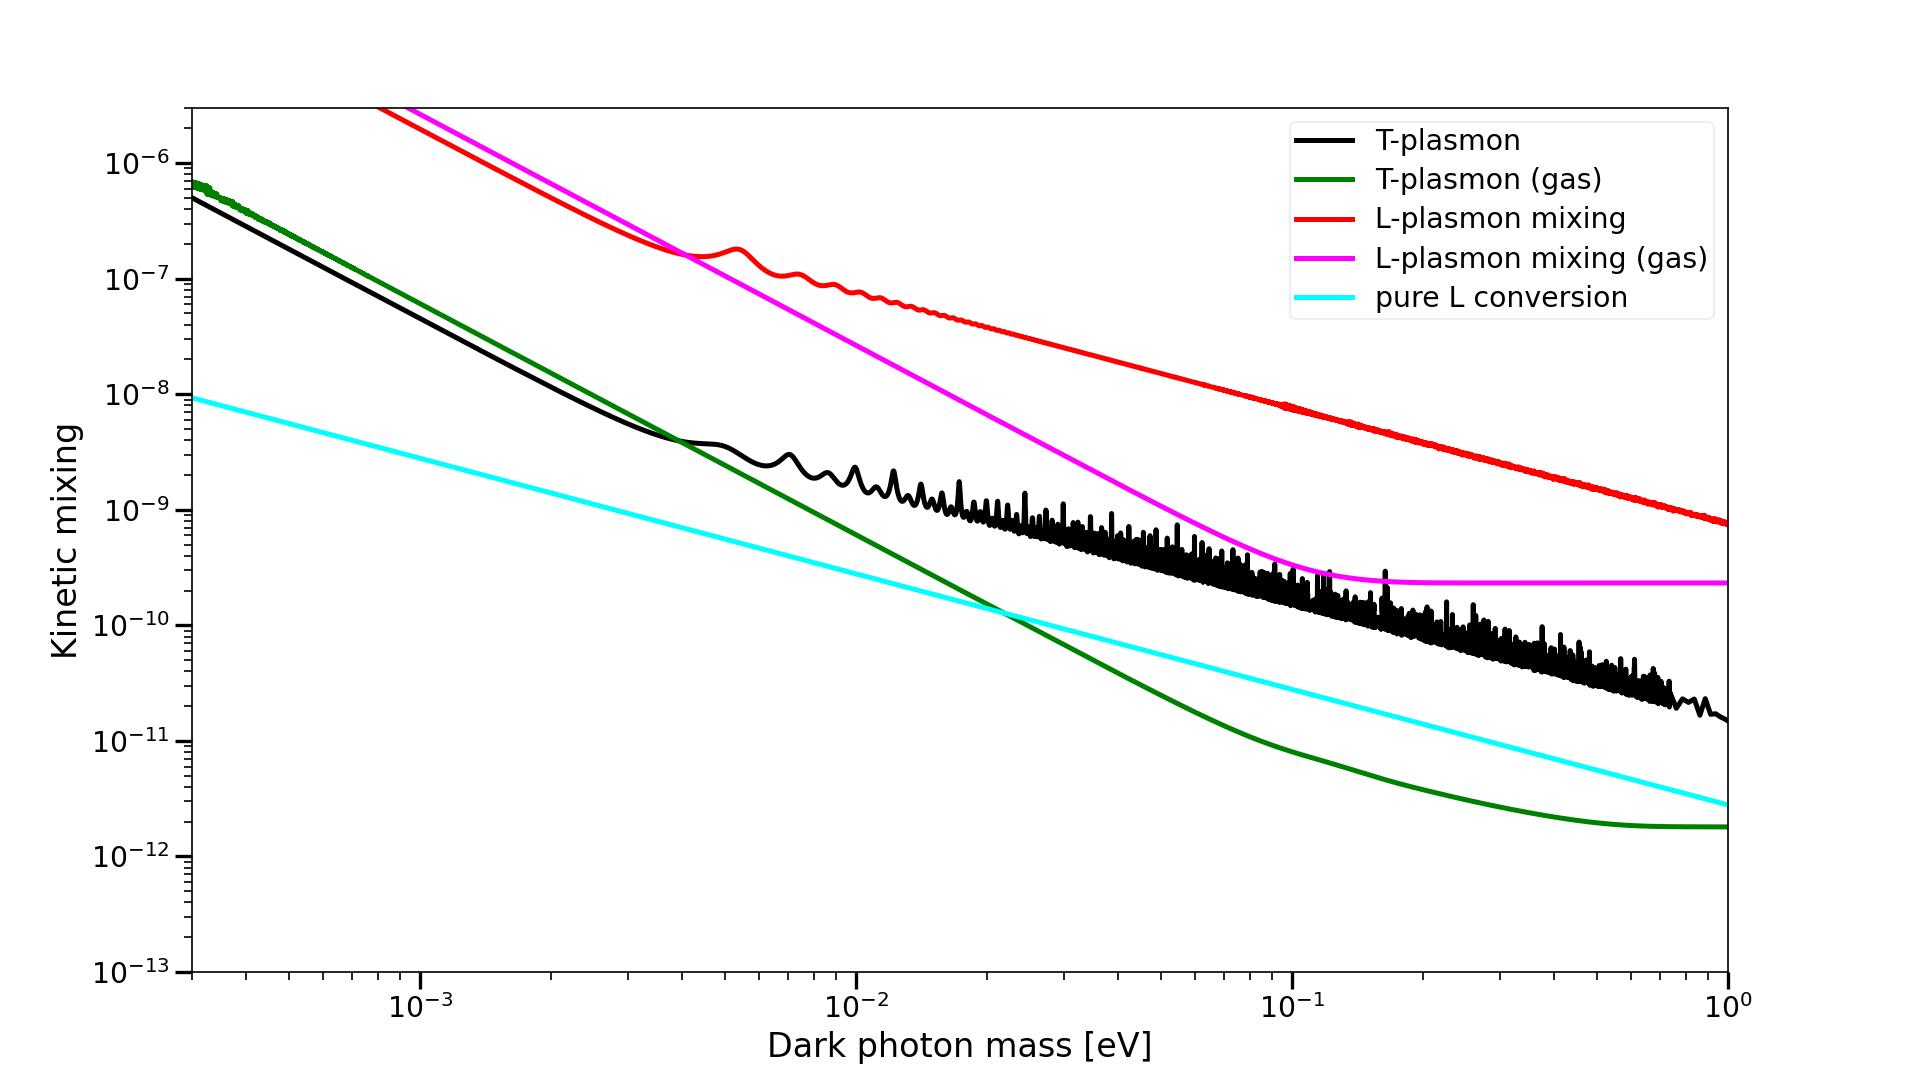 T-plasmon
T-plasmon (gas)
L-plasmon mixing
L-plasmon mixing (gas)
pure L conversion
Kinetic mixing
10⁻⁶
10⁻⁷
10⁻⁸
10⁻⁹
10⁻¹⁰
10⁻¹¹
10⁻¹²
10⁻¹³
10⁻³ 10⁻² 10⁻¹ 10⁰
Dark photon mass [eV]